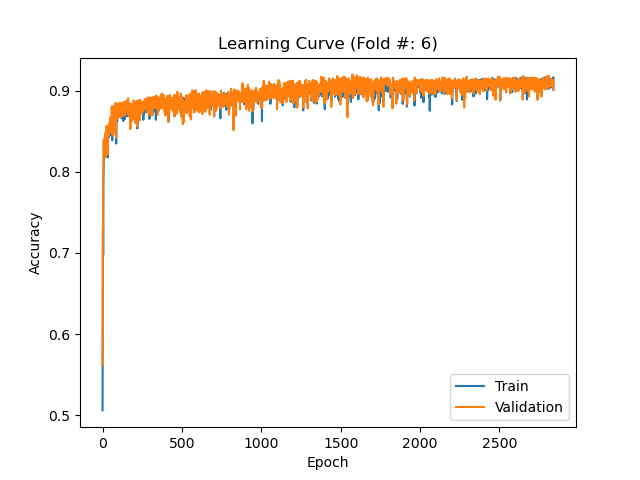 Learning Curve (Fold #: 6)
Accuracy
0.9
0.8
0.7
0.6
0.5
0 500 1000 1500 2000 2500
Epoch
Train
Validation